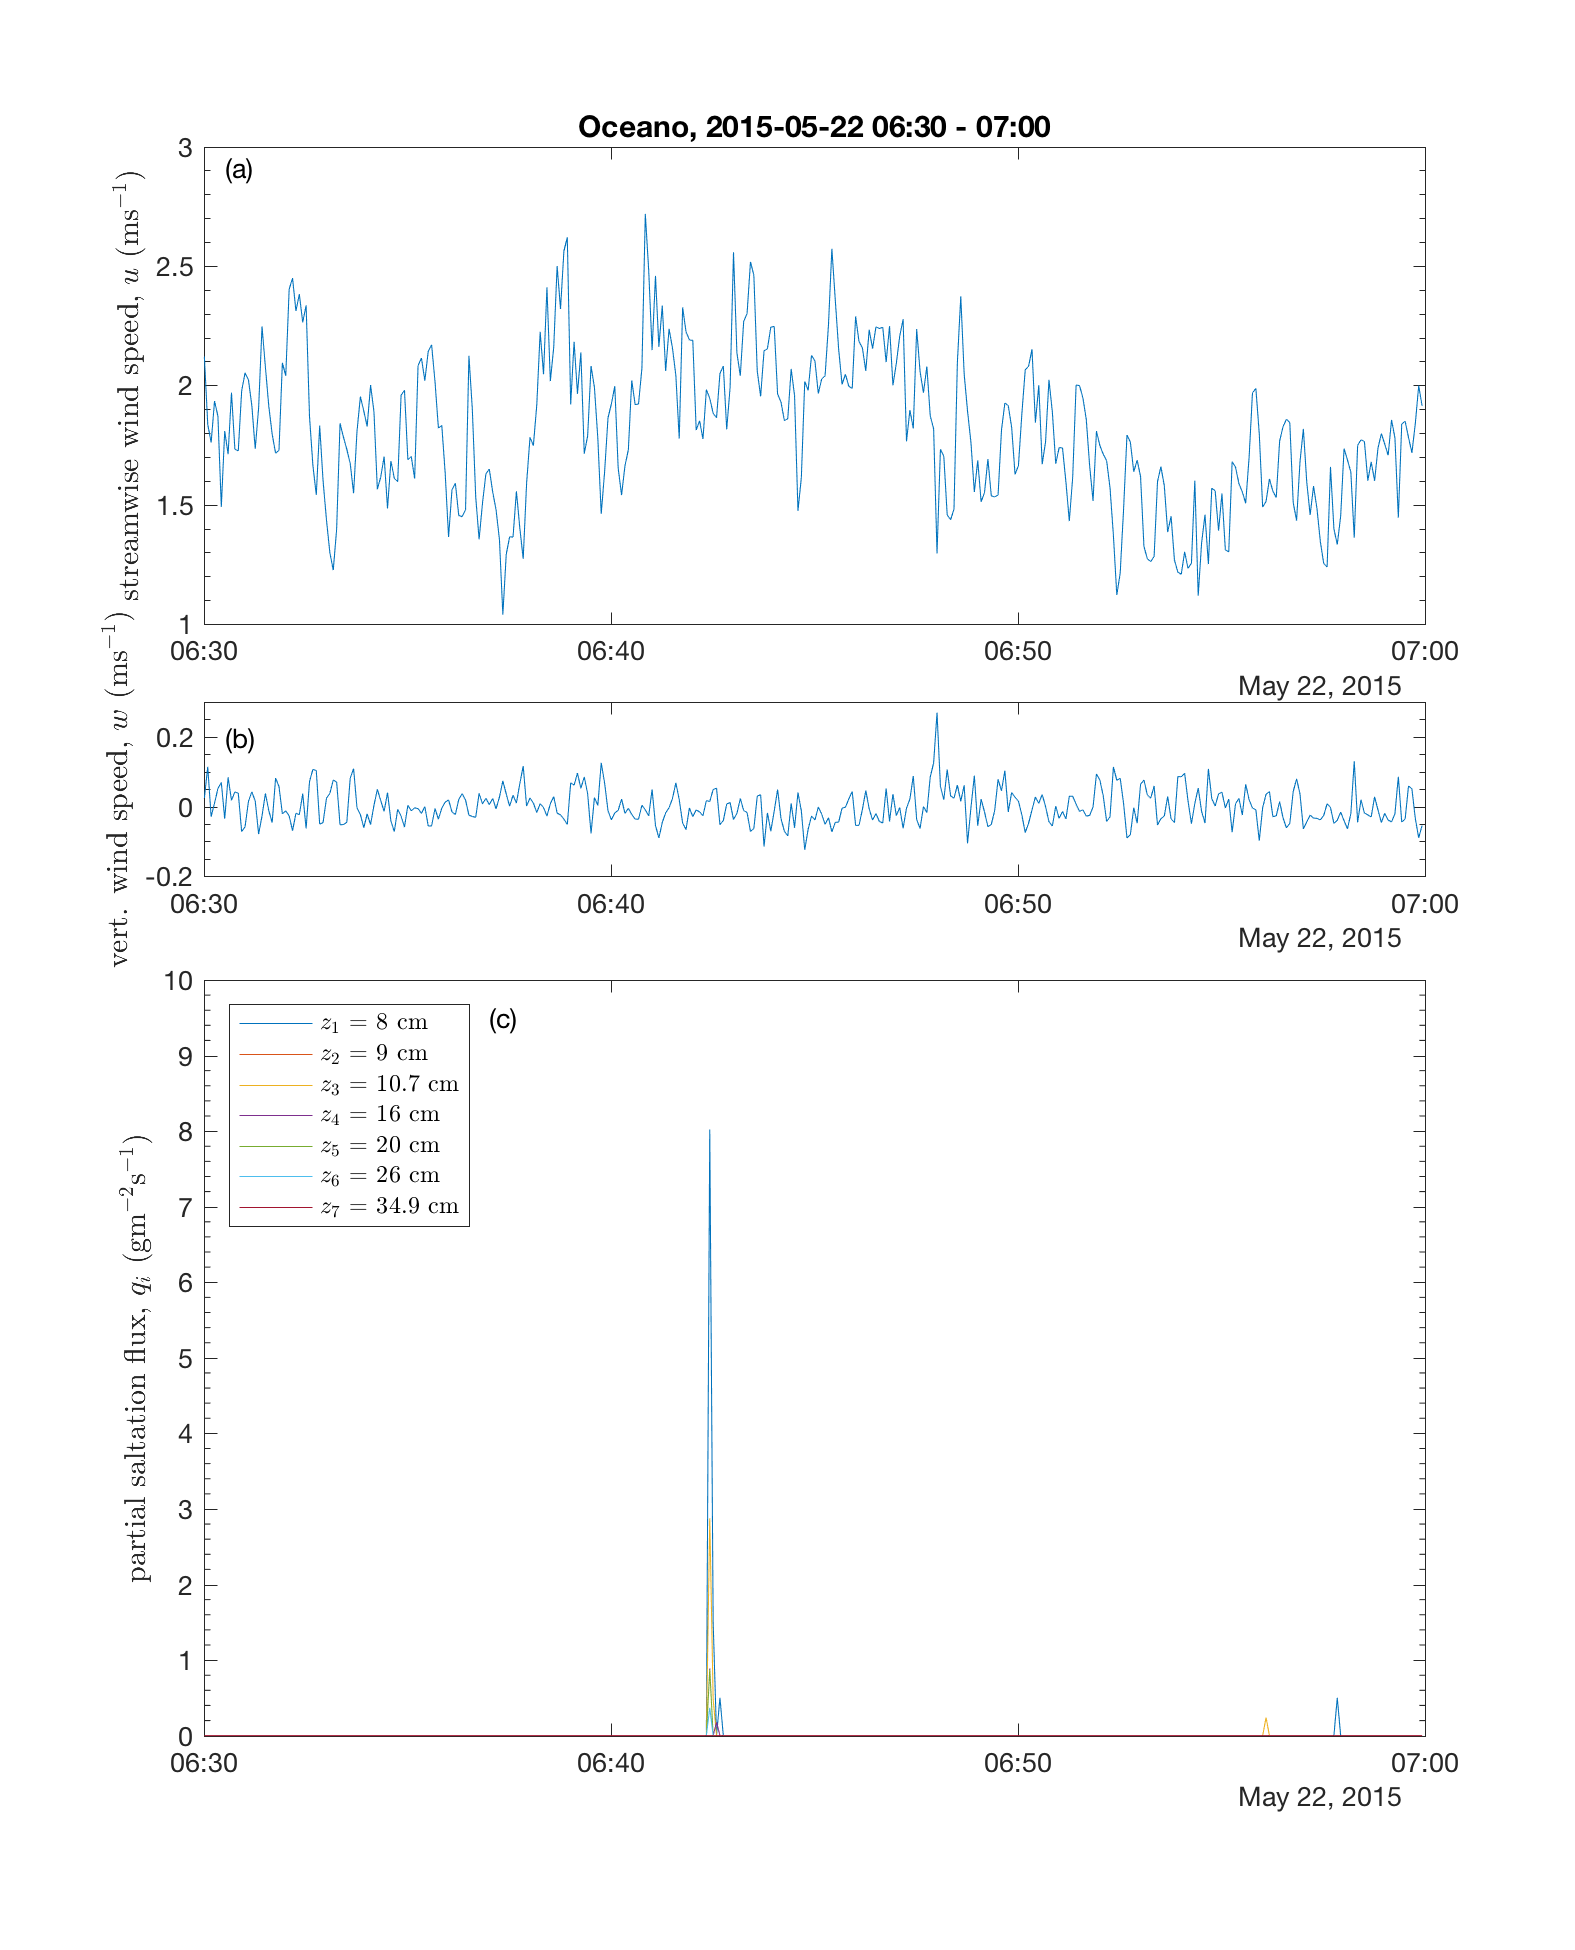 Oceano, 2015-05-22 06:30 - 07:00
(a)
streamwise wind speed, u (ms⁻¹)
3
2.5
2
1.5
1
06:30 06:40 06:50 07:00
May 22, 2015
(b)
vert. wind speed, w (ms⁻¹)
0.2
0
-0.2
06:30 06:40 06:50 07:00
May 22, 2015
(c)
partial saltation flux, qᵢ (gm⁻²s⁻¹)
10
9
8
7
6
5
4
3
2
1
0
z₁ = 8 cm
z₂ = 9 cm
z₃ = 10.7 cm
z₄ = 16 cm
z₅ = 20 cm
z₆ = 26 cm
z₇ = 34.9 cm
06:30 06:40 06:50 07:00
May 22, 2015